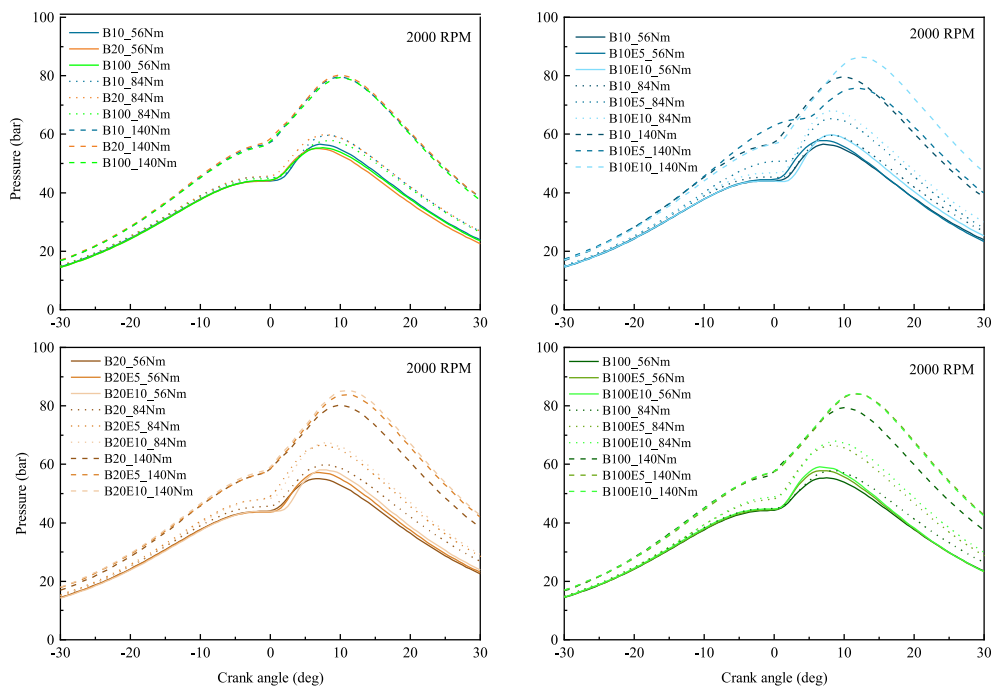 100
80
60
40
20
0
Pressure (bar)
B10_56Nm
B20_56Nm
B100_56Nm
B10_84Nm
B20_84Nm
B100_84Nm
B10_140Nm
B20_140Nm
B100_140Nm
2000 RPM
-30 -20 -10 0 10 20 30
100
80
60
40
20
0
B10_56Nm
B10E5_56Nm
B10E10_56Nm
B10_84Nm
B10E5_84Nm
B10E10_84Nm
B10_140Nm
B10E5_140Nm
B10E10_140Nm
2000 RPM
-30 -20 -10 0 10 20 30
100
80
60
40
20
0
Pressure (bar)
B20_56Nm
B20E5_56Nm
B20E10_56Nm
B20_84Nm
B20E5_84Nm
B20E10_84Nm
B20_140Nm
B20E5_140Nm
B20E10_140Nm
2000 RPM
-30 -20 -10 0 10 20 30
Crank angle (deg)
100
80
60
40
20
0
B100_56Nm
B100E5_56Nm
B100E10_56Nm
B100_84Nm
B100E5_84Nm
B100E10_84Nm
B100_140Nm
B100E5_140Nm
B100E10_140Nm
2000 RPM
-30 -20 -10 0 10 20 30
Crank angle (deg)